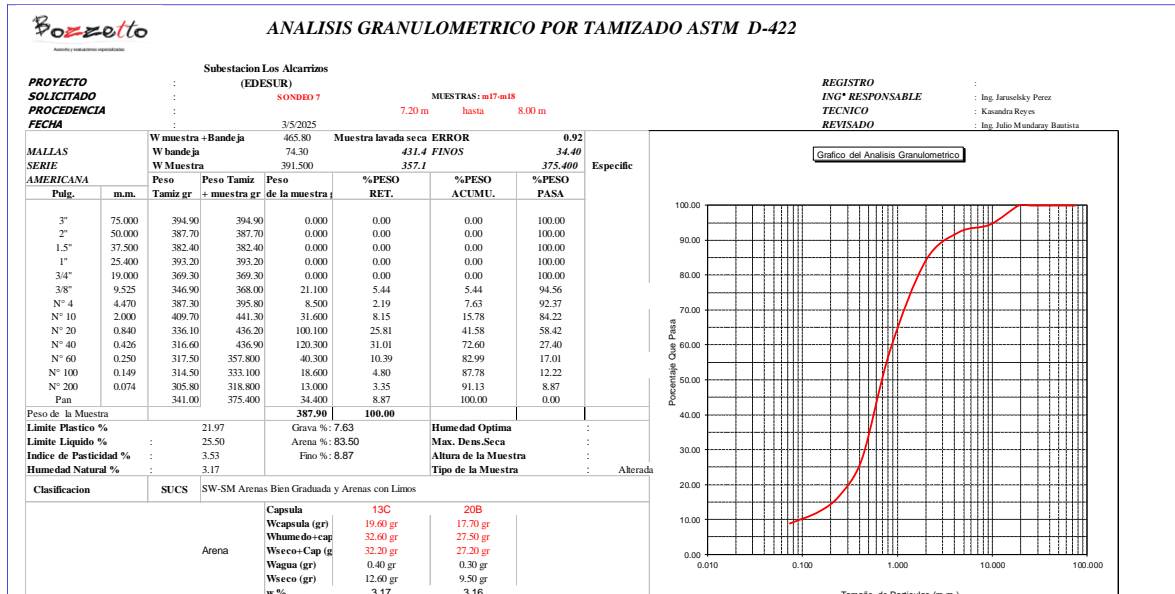 Bozzetto
Asesoria y evaluaciones especializadas
ANALISIS GRANULOMETRICO POR TAMIZADO ASTM D-422
Subestacion Los Alcarrizos
PROYECTO : (EDESUR) REGISTRO :
SOLICITADO : SONDEO 7 MUESTRAS: m17-m18 ING° RESPONSABLE : Ing. Jaruselsky Perez
PROCEDENCIA : 7.20 m hasta 8.00 m TECNICO : Kasandra Reyes
FECHA 3/5/2025 REVISADO : Ing. Julio Mundaray Bautista
W muestra +Bandeja 465.80 Muestra lavada seca ERROR 0.92
MALLAS W bandeja 74.30 431.4 FINOS 34.40
SERIE W Muestra 391.500 357.1 375.400 Especific
AMERICANA Peso Peso Tamiz Peso %PESO %PESO %PESO
Pulg. m.m. Tamiz gr + muestra gr de la muestra g RET. ACUMU. PASA
3" 75.000 394.90 394.90 0.000 0.00 0.00 100.00
2" 50.000 387.70 387.70 0.000 0.00 0.00 100.00
1.5" 37.500 382.40 382.40 0.000 0.00 0.00 100.00
1" 25.400 393.20 393.20 0.000 0.00 0.00 100.00
3/4" 19.000 369.30 369.30 0.000 0.00 0.00 100.00
3/8" 9.525 346.90 368.00 21.100 5.44 5.44 94.56
N° 4 4.470 387.30 395.80 8.500 2.19 7.63 92.37
N° 10 2.000 409.70 441.30 31.600 8.15 15.78 84.22
N° 20 0.840 336.10 436.20 100.100 25.81 41.58 58.42
N° 40 0.426 316.60 436.90 120.300 31.01 72.60 27.40
N° 60 0.250 317.50 357.800 40.300 10.39 82.99 17.01
N° 100 0.149 314.50 333.100 18.600 4.80 87.78 12.22
N° 200 0.074 305.80 318.800 13.000 3.35 91.13 8.87
Pan 341.00 375.400 34.400 8.87 100.00 0.00
Peso de la Muestra 387.90 100.00
Limite Plastico % 21.97 Grava %: 7.63 Humedad Optima :
Limite Liquido % : 25.50 Arena %: 83.50 Max. Dens.Seca :
Indice de Pasticidad % : 3.53 Fino %: 8.87 Altura de la Muestra :
Humedad Natural % : 3.17 Tipo de la Muestra : Alterada
Clasificacion SUCS SW-SM Arenas Bien Graduada y Arenas con Limos
Capsula 13C 20B
Wcapsula (gr) 19.60 gr 17.70 gr
Whumedo+cap 32.60 gr 27.50 gr
Arena Wseco+Cap (g 32.20 gr 27.20 gr
Wagua (gr) 0.40 gr 0.30 gr
Wseco (gr) 12.60 gr 9.50 gr
w % 3.17 3.16
Grafico del Analisis Granulometrico
Porcentaje Que Pasa
100.00
90.00
80.00
70.00
60.00
50.00
40.00
30.00
20.00
10.00
0.00
0.010 0.100 1.000 10.000 100.000
Tamaño de Particulas (m.m.)